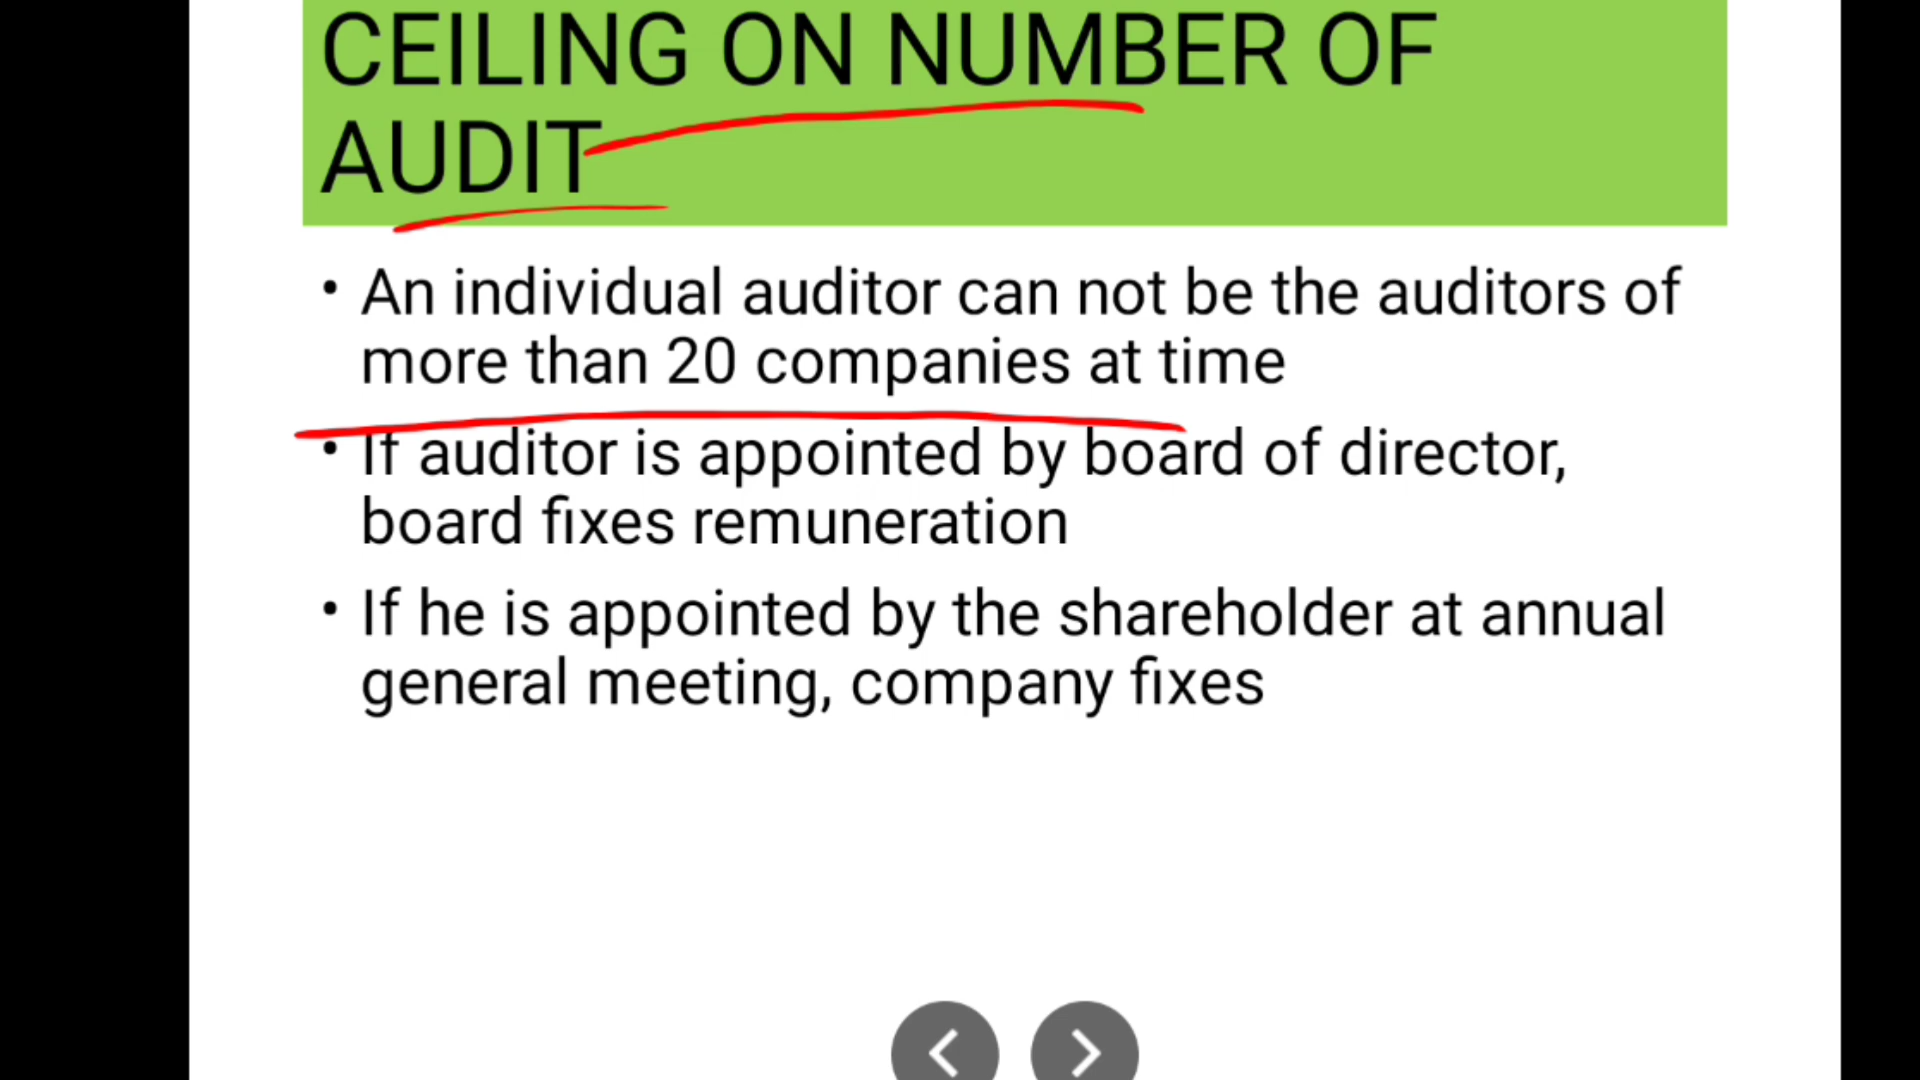 CEILING ON NUMBER OF
AUDIT
• An individual auditor can not be the auditors of
more than 20 companies at time
• If auditor is appointed by board of director,
board fixes remuneration
• If he is appointed by the shareholder at annual
general meeting, company fixes